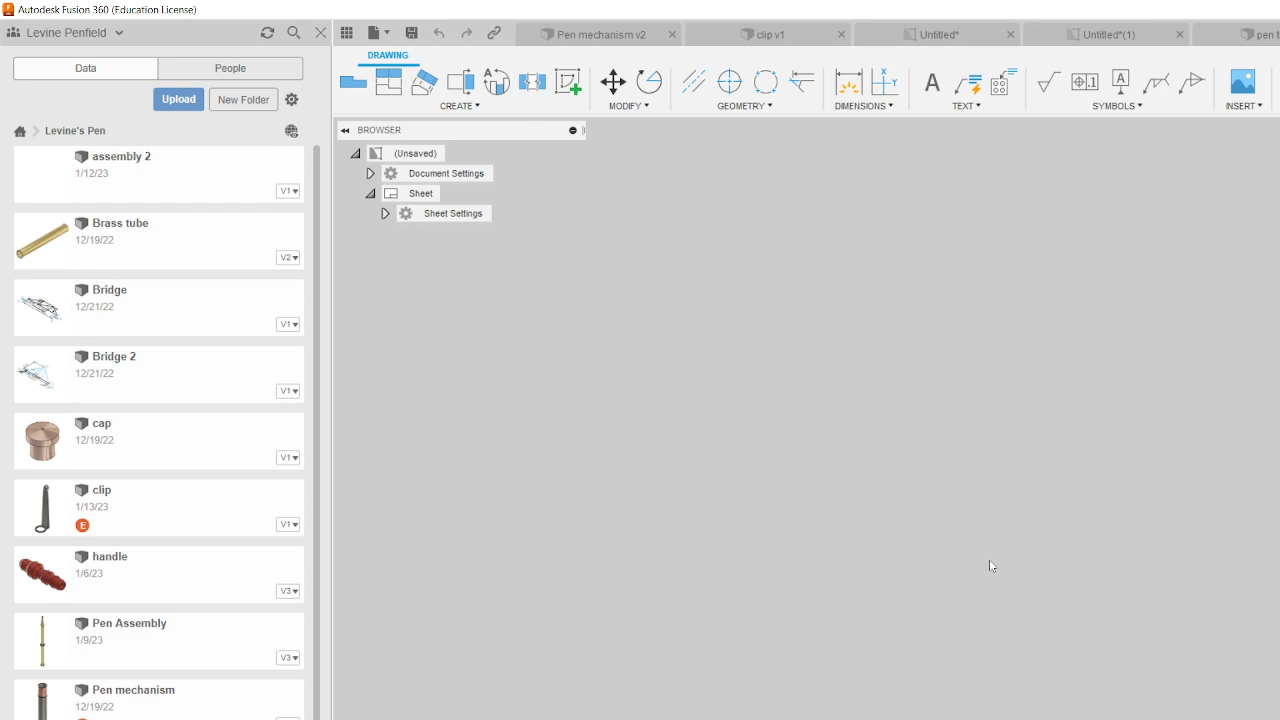 Autodesk Fusion 360 (Education License)
Levine Penfield
Pen mechanism v2
clip v1
Untitled*
Untitled*(1)
pen t
Data
People
DRAWING
Upload
New Folder
CREATE
MODIFY
GEOMETRY
DIMENSIONS
TEXT
SYMBOLS
INSERT
Levine's Pen
BROWSER
(Unsaved)
Document Settings
Sheet
Sheet Settings
assembly 2
1/12/23
V1
Brass tube
12/19/22
V2
Bridge
12/21/22
V1
Bridge 2
12/21/22
V1
cap
12/19/22
V1
clip
1/13/23
E
V1
handle
1/6/23
V3
Pen Assembly
1/9/23
V3
Pen mechanism
12/19/22